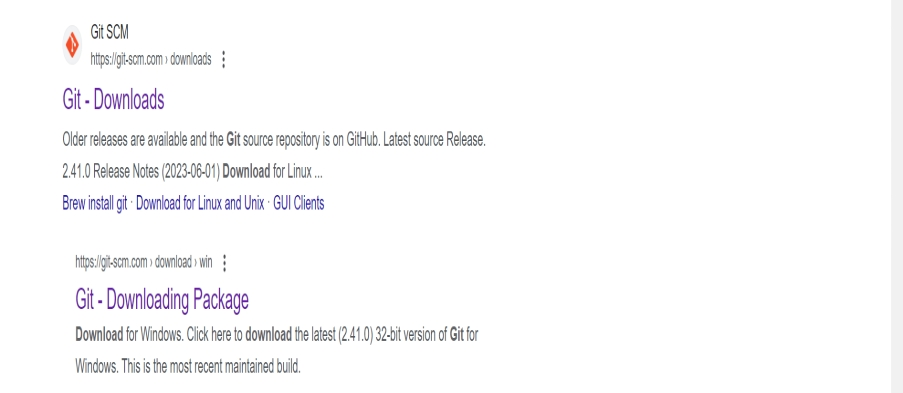 Git SCM
https://git-scm.com › downloads
Git - Downloads
Older releases are available and the Git source repository is on GitHub. Latest source Release.
2.41.0 Release Notes (2023-06-01) Download for Linux ...
Brew install git · Download for Linux and Unix · GUI Clients
https://git-scm.com › download › win
Git - Downloading Package
Download for Windows. Click here to download the latest (2.41.0) 32-bit version of Git for
Windows. This is the most recent maintained build.